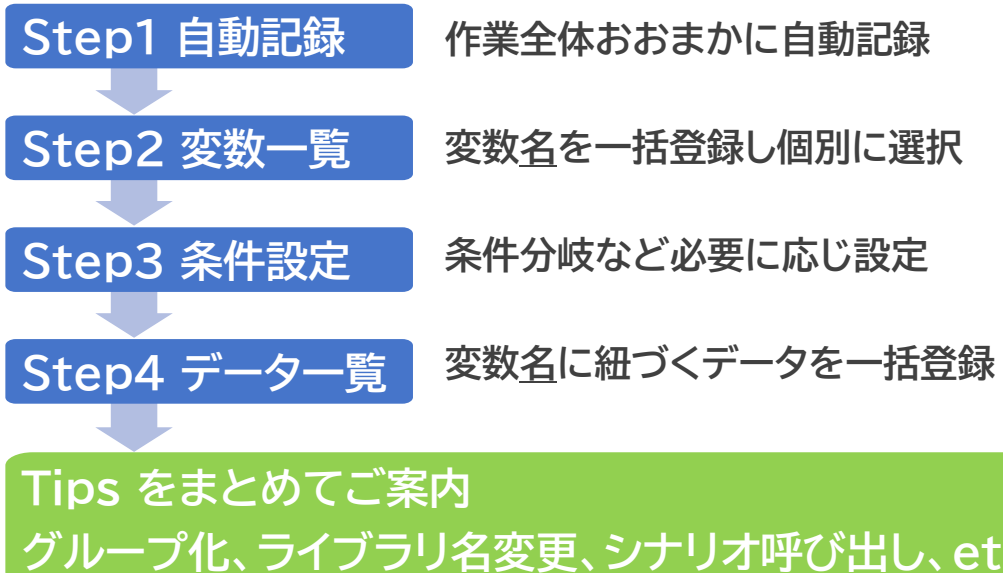 Step1 自動記録 作業全体おおまかに自動記録
Step2 変数一覧 変数名を一括登録し個別に選択
Step3 条件設定 条件分岐など必要に応じ設定
Step4 データ一覧 変数名に紐づくデータを一括登録
Tips をまとめてご案内
グループ化、ライブラリ名変更、シナリオ呼び出し、et